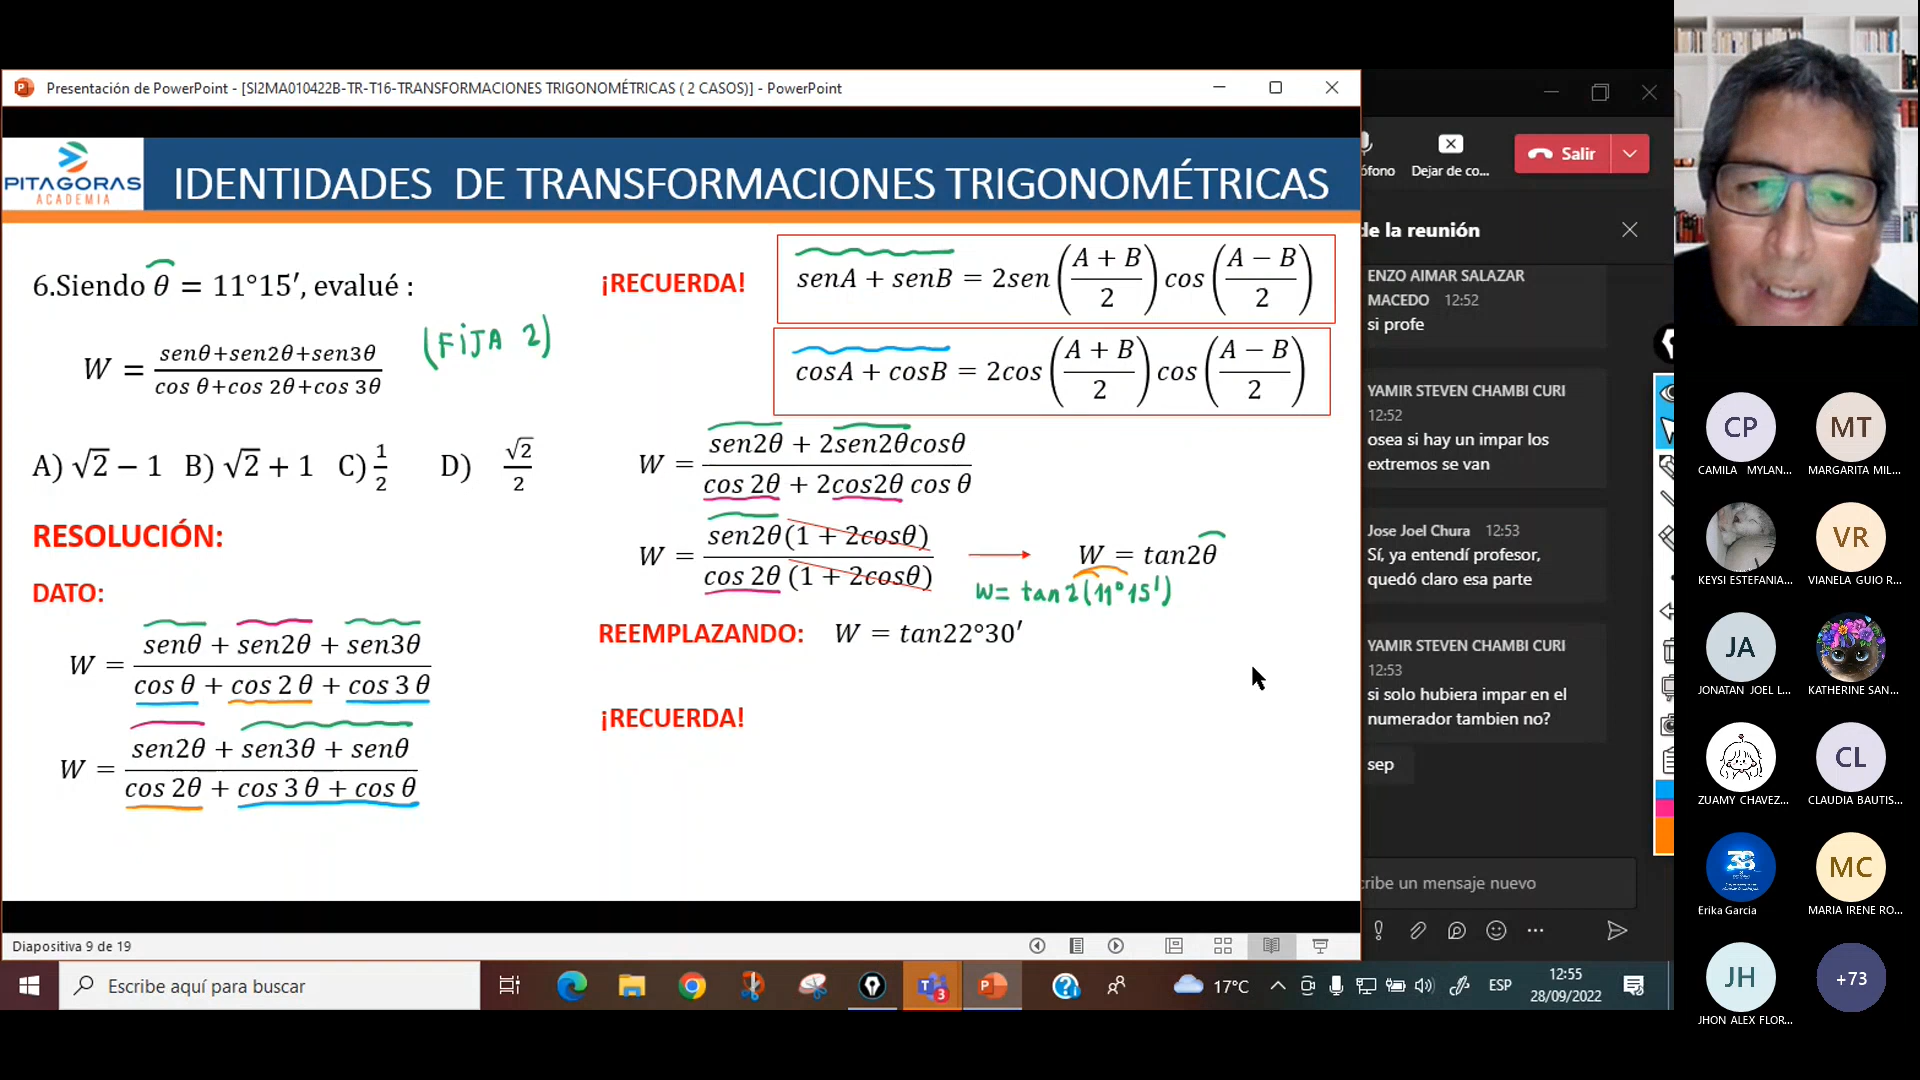 Presentación de PowerPoint - [SI2MA010422B-TR-T16-TRANSFORMACIONES TRIGONOMÉTRICAS ( 2 CASOS)] - PowerPoint
PITAGORAS
ACADEMIA
IDENTIDADES DE TRANSFORMACIONES TRIGONOMÉTRICAS
6.Siendo θ = 11°15′, evalué :
W = (senθ+sen2θ+sen3θ)/(cos θ+cos 2θ+cos 3θ)
(FIJA 2)
A) √2 − 1 B) √2 + 1 C) 1/2 D) √2/2
RESOLUCIÓN:
DATO:
W = (senθ + sen2θ + sen3θ)/(cos θ + cos 2 θ + cos 3 θ)
W = (sen2θ + sen3θ + senθ)/(cos 2θ + cos 3 θ + cos θ)
¡RECUERDA!
senA + senB = 2sen((A + B)/2) cos((A − B)/2)
cosA + cosB = 2cos((A + B)/2) cos((A − B)/2)
W = (sen2θ + 2sen2θcosθ)/(cos 2θ + 2cos2θ cos θ)
W = (sen2θ(1 + 2cosθ))/(cos 2θ (1 + 2cosθ))
W = tan2θ
W= tan2(11°15')
REEMPLAZANDO: W = tan22°30′
¡RECUERDA!
Diapositiva 9 de 19
ófono
Dejar de co...
Salir
de la reunión
ENZO AIMAR SALAZAR
MACEDO 12:52
si profe
YAMIR STEVEN CHAMBI CURI
12:52
osea si hay un impar los
extremos se van
Jose Joel Chura 12:53
Sí, ya entendí profesor,
quedó claro esa parte
YAMIR STEVEN CHAMBI CURI
12:53
si solo hubiera impar en el
numerador tambien no?
sep
cribe un mensaje nuevo
CP
CAMILA MYLAN...
MT
MARGARITA MIL...
KEYSI ESTEFANIA...
VR
VIANELA GUIO R...
JA
JONATAN JOEL L...
KATHERINE SAN...
ZUAMY CHAVEZ...
CL
CLAUDIA BAUTIS...
Erika Garcia
MC
MARIA IRENE RO...
JH
JHON ALEX FLOR...
+73
Escribe aquí para buscar
3
17°C
ESP
12:55
28/09/2022